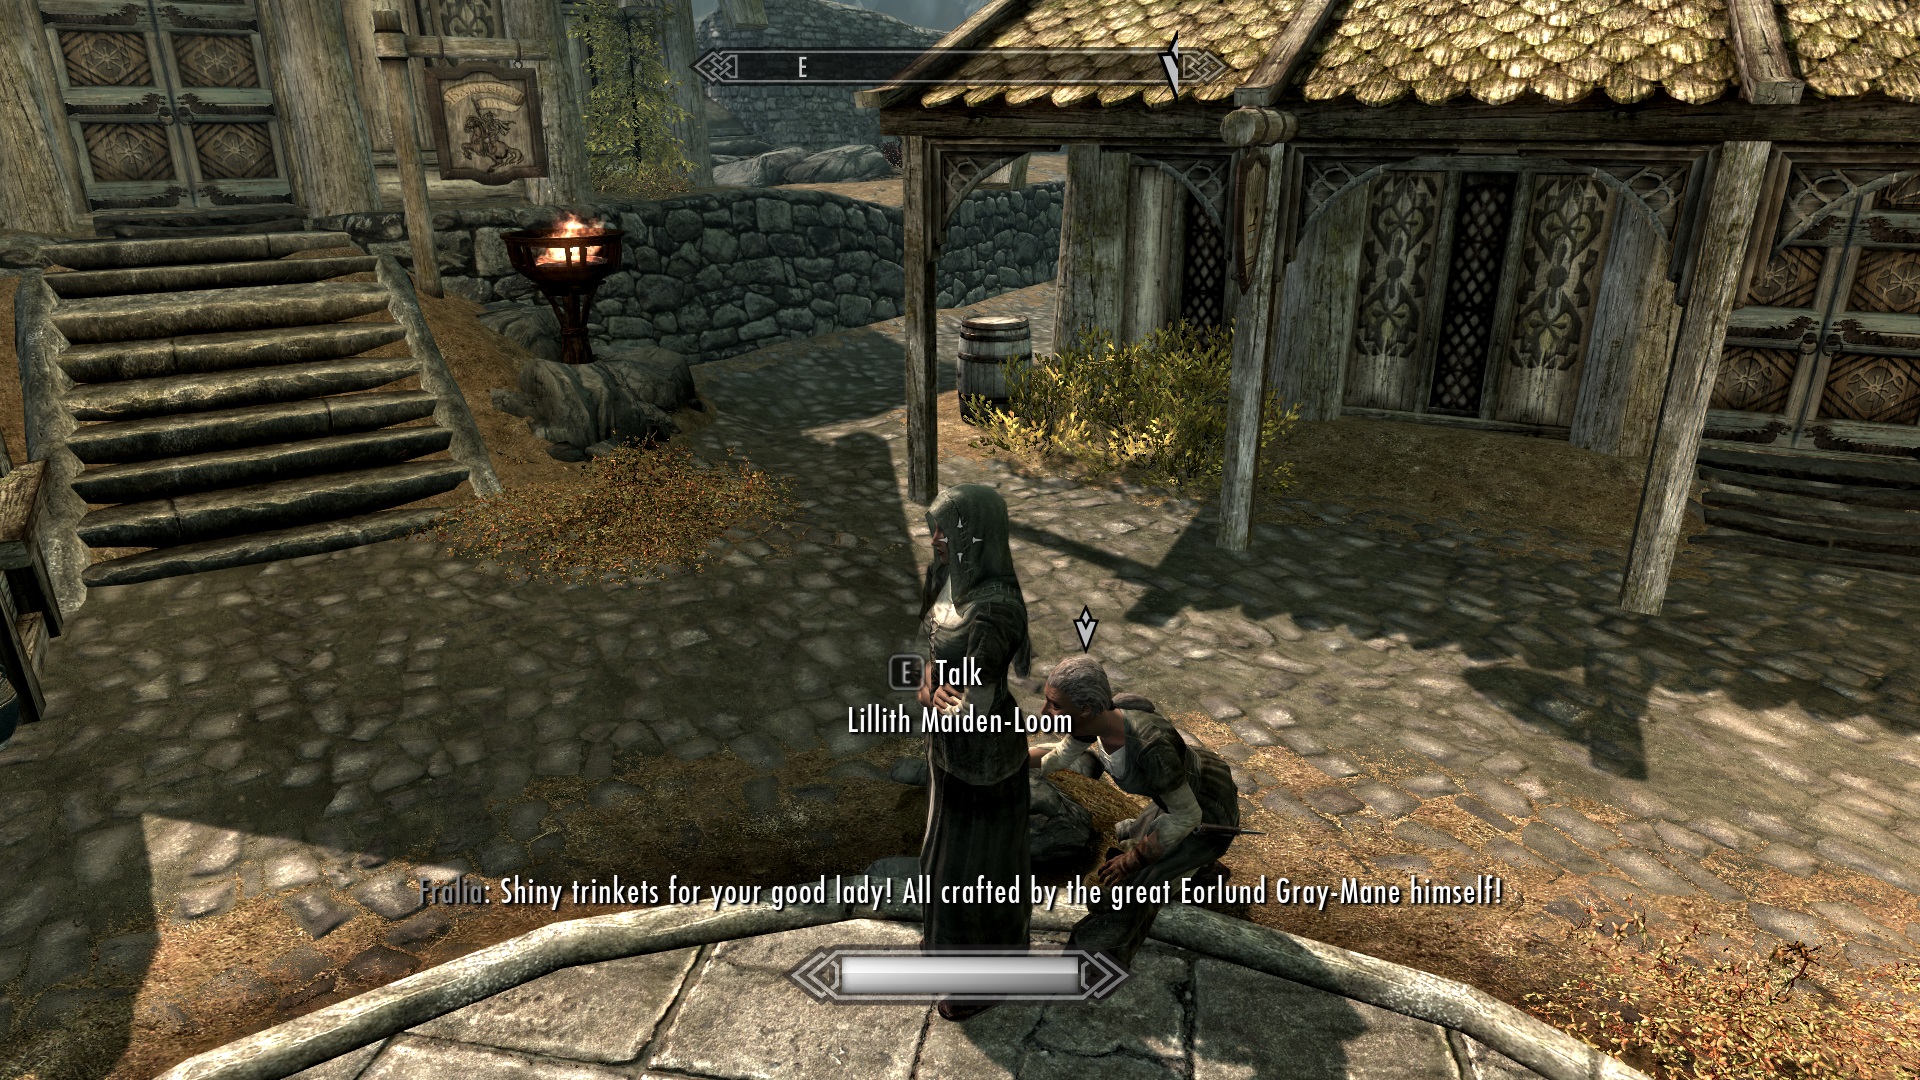 E
E Talk
Lillith Maiden-Loom
Fralia: Shiny trinkets for your good lady! All crafted by the great Eorlund Gray-Mane himself!